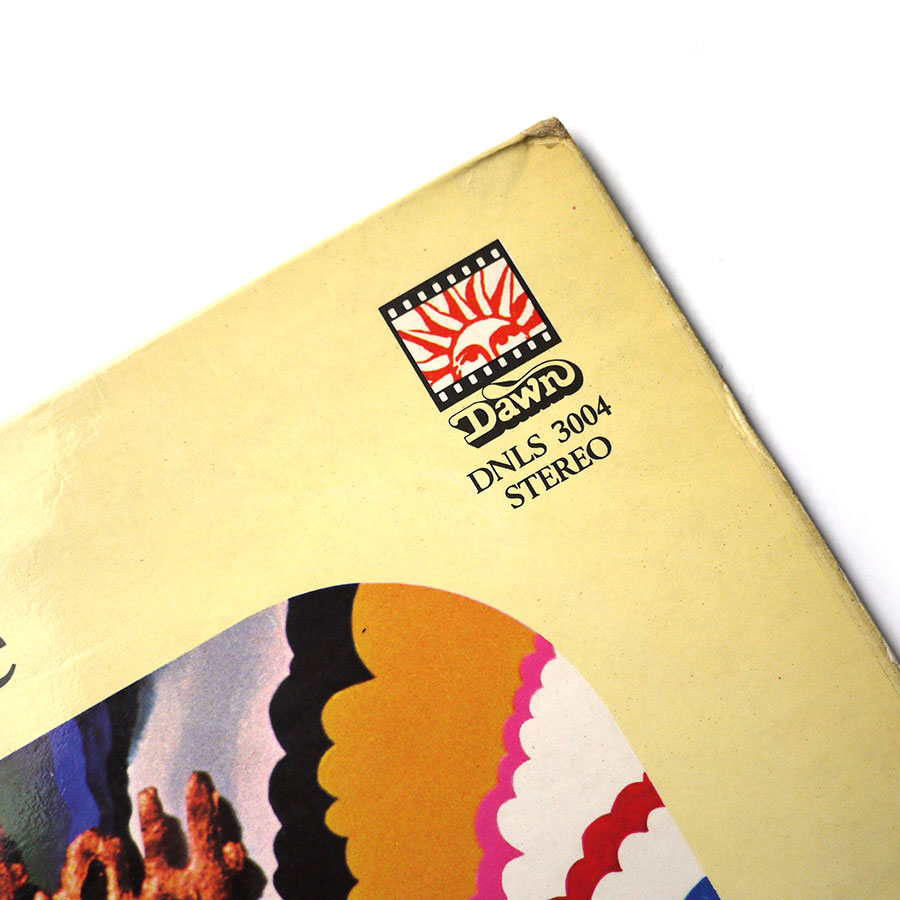 Dawn
DNLS 3004
STEREO